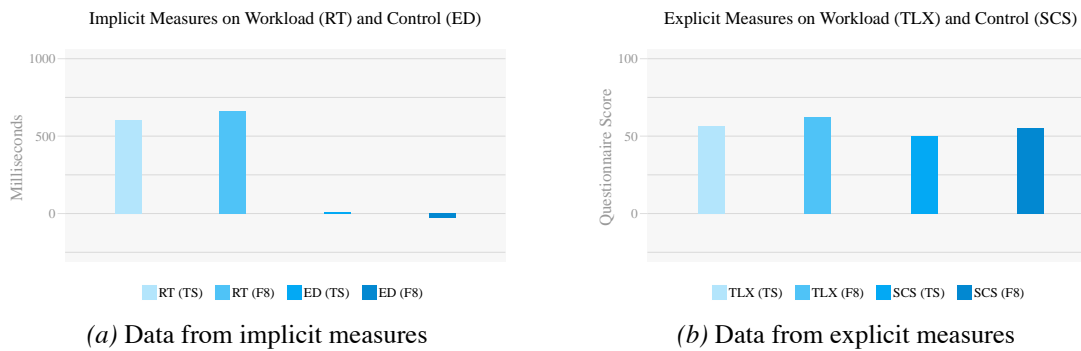 Implicit Measures on Workload (RT) and Control (ED)
1000
500
0
Milliseconds
RT (TS) RT (F8) ED (TS) ED (F8)
(a) Data from implicit measures
Explicit Measures on Workload (TLX) and Control (SCS)
100
50
0
Questionnaire Score
TLX (TS) TLX (F8) SCS (TS) SCS (F8)
(b) Data from explicit measures